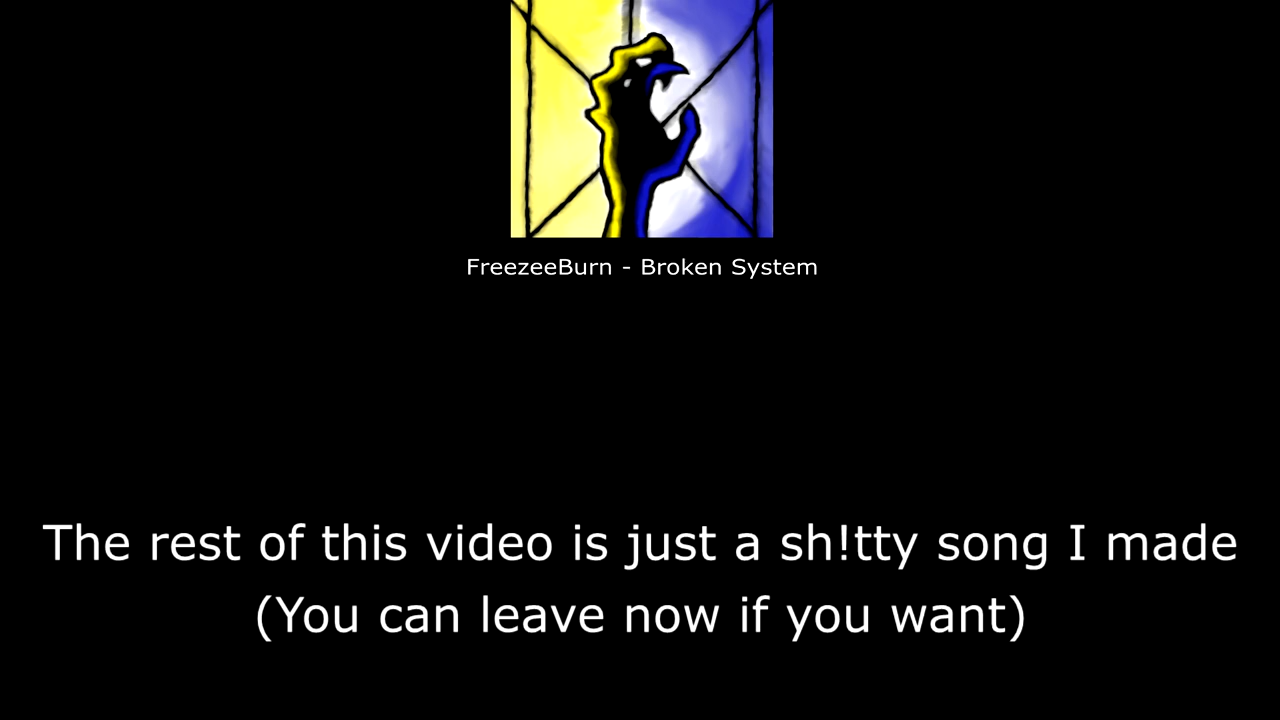 FreezeeBurn - Broken System
The rest of this video is just a sh!tty song I made
(You can leave now if you want)